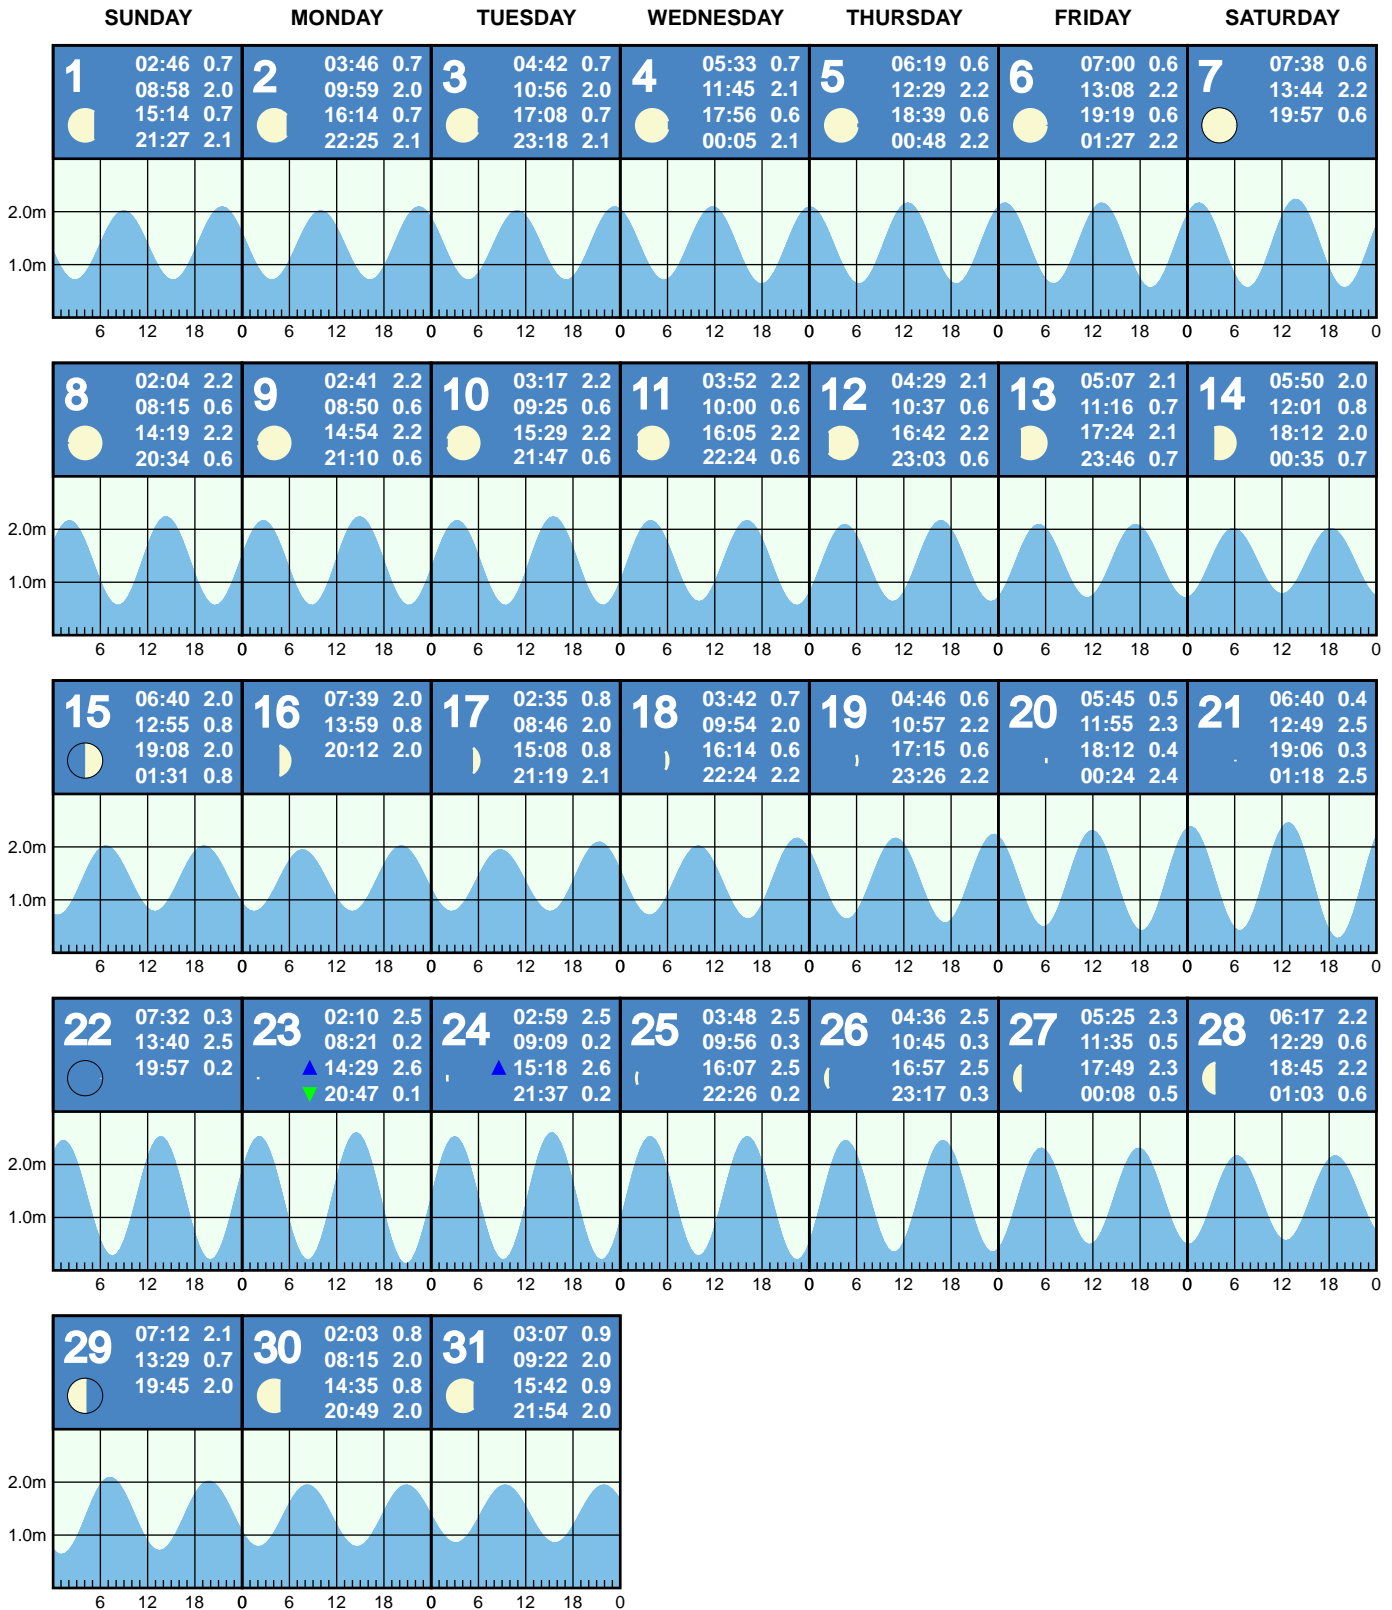 SUNDAY MONDAY TUESDAY WEDNESDAY THURSDAY FRIDAY SATURDAY
1 02:46 0.7
08:58 2.0
15:14 0.7
21:27 2.1
2 03:46 0.7
09:59 2.0
16:14 0.7
22:25 2.1
3 04:42 0.7
10:56 2.0
17:08 0.7
23:18 2.1
4 05:33 0.7
11:45 2.1
17:56 0.6
00:05 2.1
5 06:19 0.6
12:29 2.2
18:39 0.6
00:48 2.2
6 07:00 0.6
13:08 2.2
19:19 0.6
01:27 2.2
7 07:38 0.6
13:44 2.2
19:57 0.6
2.0m
1.0m
6 12 18 0 6 12 18 0 6 12 18 0 6 12 18 0 6 12 18 0 6 12 18 0 6 12 18 0
8 02:04 2.2
08:15 0.6
14:19 2.2
20:34 0.6
9 02:41 2.2
08:50 0.6
14:54 2.2
21:10 0.6
10 03:17 2.2
09:25 0.6
15:29 2.2
21:47 0.6
11 03:52 2.2
10:00 0.6
16:05 2.2
22:24 0.6
12 04:29 2.1
10:37 0.6
16:42 2.2
23:03 0.6
13 05:07 2.1
11:16 0.7
17:24 2.1
23:46 0.7
14 05:50 2.0
12:01 0.8
18:12 2.0
00:35 0.7
2.0m
1.0m
6 12 18 0 6 12 18 0 6 12 18 0 6 12 18 0 6 12 18 0 6 12 18 0 6 12 18 0
15 06:40 2.0
12:55 0.8
19:08 2.0
01:31 0.8
16 07:39 2.0
13:59 0.8
20:12 2.0
17 02:35 0.8
08:46 2.0
15:08 0.8
21:19 2.1
18 03:42 0.7
09:54 2.0
16:14 0.6
22:24 2.2
19 04:46 0.6
10:57 2.2
17:15 0.6
23:26 2.2
20 05:45 0.5
11:55 2.3
18:12 0.4
00:24 2.4
21 06:40 0.4
12:49 2.5
19:06 0.3
01:18 2.5
2.0m
1.0m
6 12 18 0 6 12 18 0 6 12 18 0 6 12 18 0 6 12 18 0 6 12 18 0 6 12 18 0
22 07:32 0.3
13:40 2.5
19:57 0.2
23 02:10 2.5
08:21 0.2
14:29 2.6
20:47 0.1
24 02:59 2.5
09:09 0.2
15:18 2.6
21:37 0.2
25 03:48 2.5
09:56 0.3
16:07 2.5
22:26 0.2
26 04:36 2.5
10:45 0.3
16:57 2.5
23:17 0.3
27 05:25 2.3
11:35 0.5
17:49 2.3
00:08 0.5
28 06:17 2.2
12:29 0.6
18:45 2.2
01:03 0.6
2.0m
1.0m
6 12 18 0 6 12 18 0 6 12 18 0 6 12 18 0 6 12 18 0 6 12 18 0 6 12 18 0
29 07:12 2.1
13:29 0.7
19:45 2.0
30 02:03 0.8
08:15 2.0
14:35 0.8
20:49 2.0
31 03:07 0.9
09:22 2.0
15:42 0.9
21:54 2.0
2.0m
1.0m
6 12 18 0 6 12 18 0 6 12 18 0